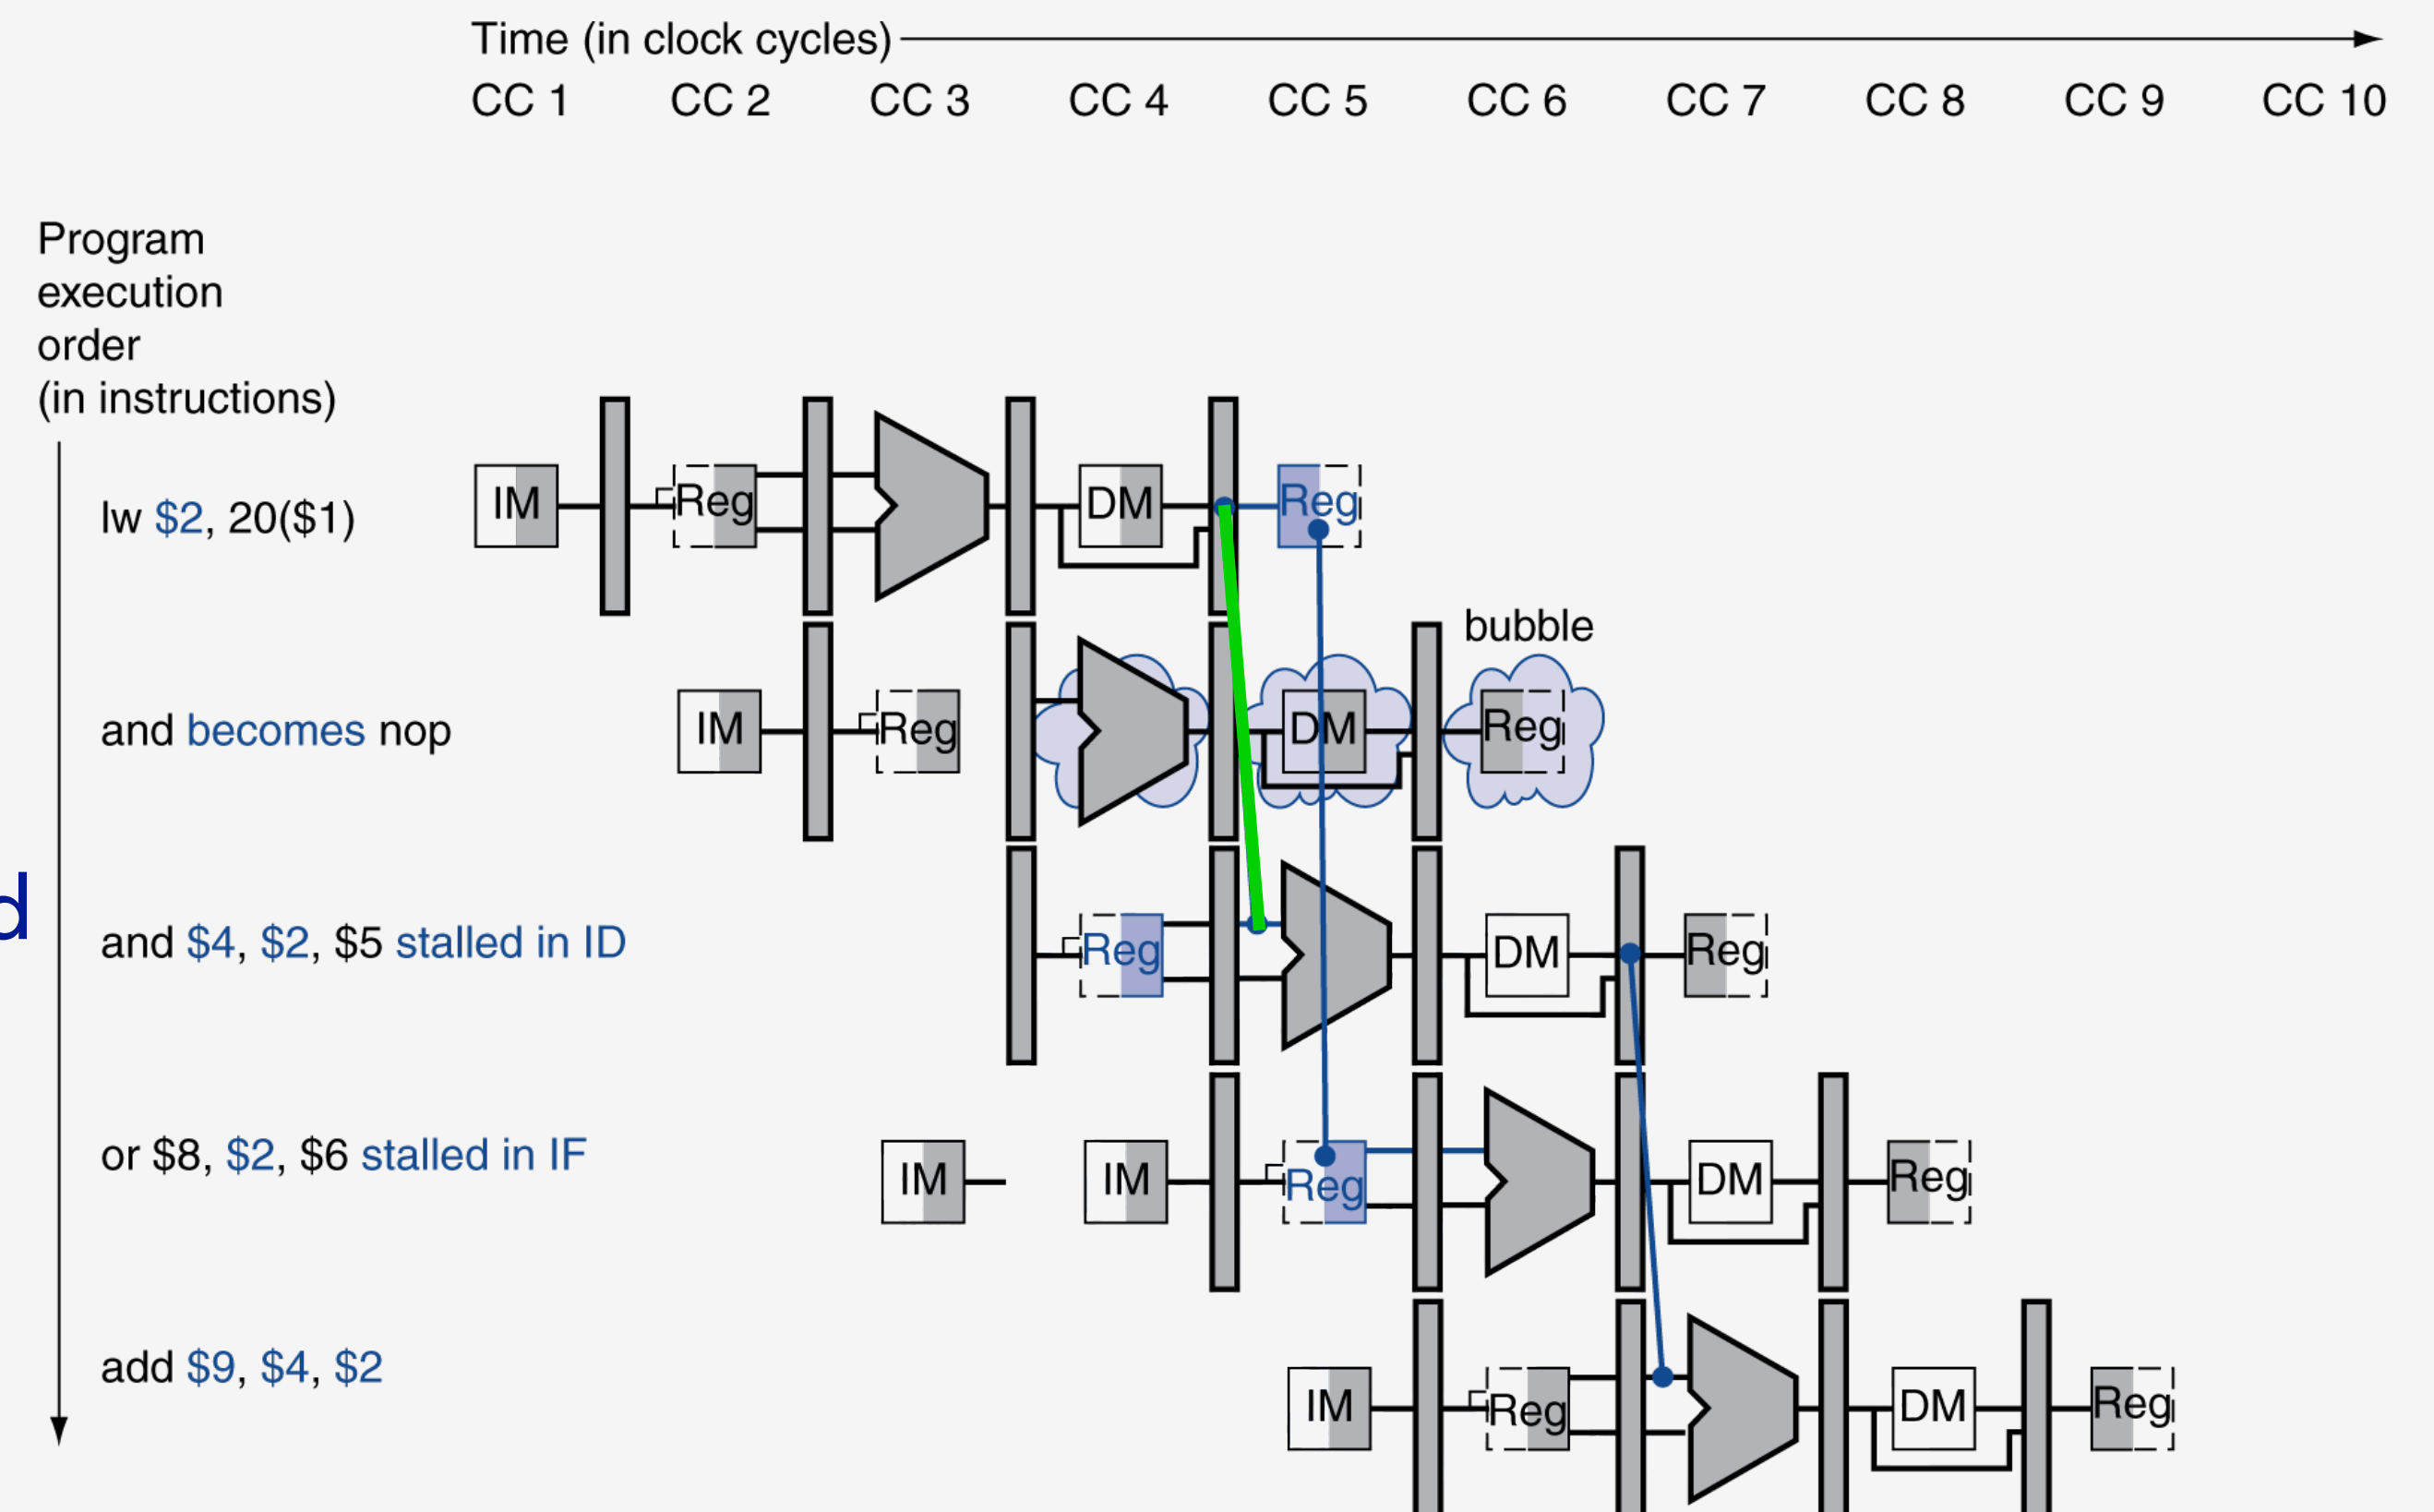 Time (in clock cycles)
CC 1 CC 2 CC 3 CC 4 CC 5 CC 6 CC 7 CC 8 CC 9 CC 10
Program
execution
order
(in instructions)
lw $2, 20($1)
IM Reg DM Reg
bubble
and becomes nop
IM Reg DM Reg
d
and $4, $2, $5 stalled in ID
Reg DM Reg
or $8, $2, $6 stalled in IF
IM IM Reg DM Reg
add $9, $4, $2
IM Reg DM Reg